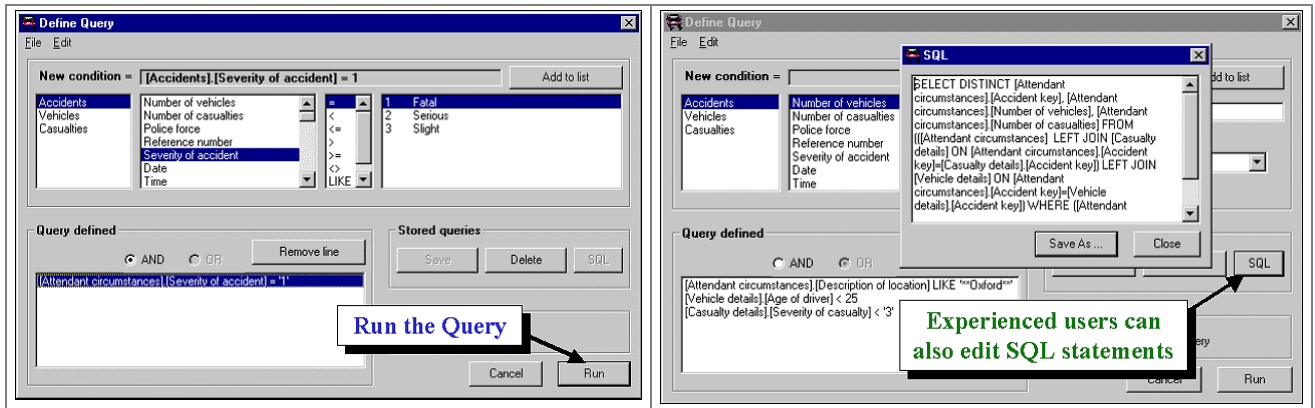 Define Query
File Edit
New condition = [Accidents].[Severity of accident] = 1
Add to list
Accidents
Vehicles
Casualties
Number of vehicles
Number of casualties
Police force
Reference number
Severity of accident
Date
Time
=
<
<=
>
>=
<>
LIKE
1 Fatal
2 Serious
3 Slight
Query defined
AND OR
Remove line
[Attendant circumstances].[Severity of accident] = '1'
Stored queries
Save Delete SQL
Run the Query
Cancel Run
Define Query
File Edit
New condition =
dd to list
Accidents
Vehicles
Casualties
Number of vehicles
Number of casualties
Police force
Reference number
Severity of accident
Date
Time
SQL
SELECT DISTINCT [Attendant
circumstances].[Accident key], [Attendant
circumstances].[Number of vehicles], [Attendant
circumstances].[Number of casualties] FROM
(([Attendant circumstances] LEFT JOIN [Casualty
details] ON [Attendant circumstances].[Accident
key]=[Casualty details].[Accident key]) LEFT JOIN
[Vehicle details] ON [Attendant
circumstances].[Accident key]=[Vehicle
details].[Accident key]) WHERE ([Attendant
Save As ... Close
Query defined
AND OR
SQL
[Attendant circumstances].[Description of location] LIKE '**Oxford**'
[Vehicle details].[Age of driver] < 25
[Casualty details].[Severity of casualty] < '3'
Experienced users can
also edit SQL statements
ery
Cancel Run